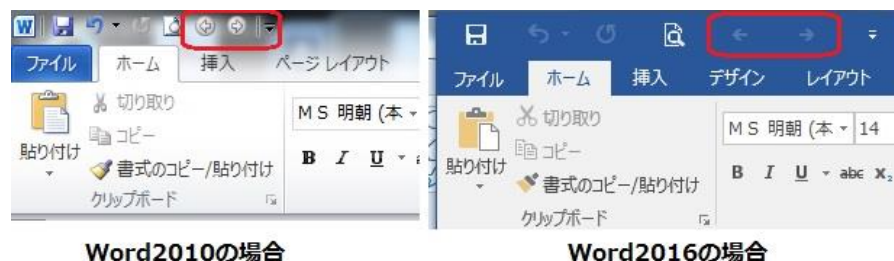 W
ファイル ホーム 挿入 ページ レイアウト
切り取り
コピー
貼り付け
書式のコピー/貼り付け
クリップボード
MS 明朝 (本
B I U
Word2010の場合
ファイル ホーム 挿入 デザイン レイアウト
切り取り
コピー
貼り付け
書式のコピー/貼り付け
クリップボード
MS 明朝 (本 14
B I U abc x₂
Word2016の場合